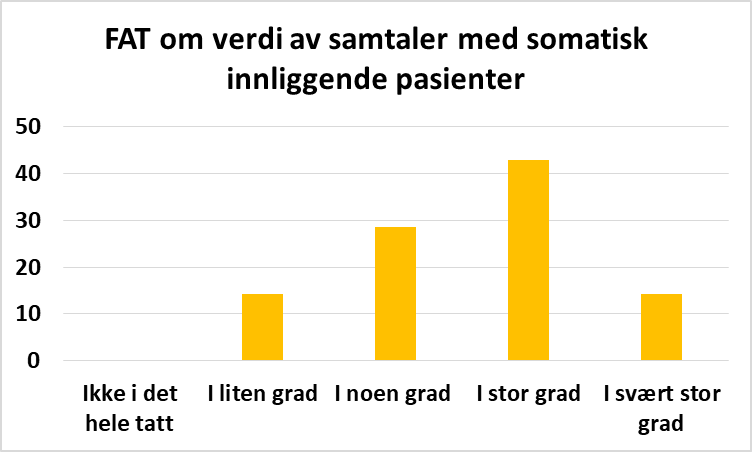 FAT om verdi av samtaler med somatisk
innliggende pasienter
50
40
30
20
10
0
Ikke i det
hele tatt
I liten grad
I noen grad
I stor grad
I svært stor
grad